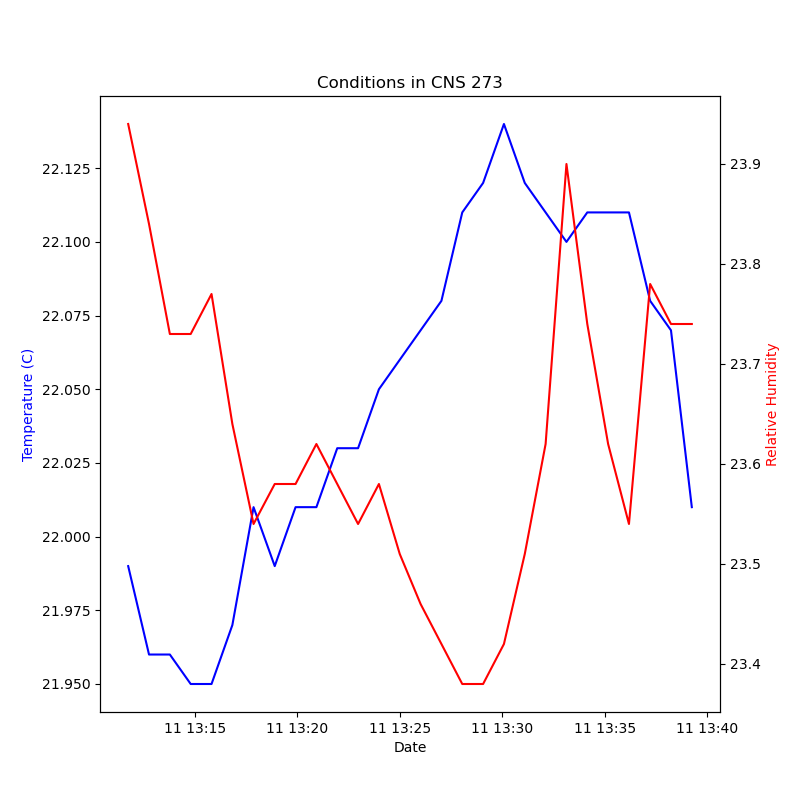 Conditions in CNS 273
22.125
22.100
22.075
22.050
22.025
22.000
21.975
21.950
Temperature (C)
23.9
23.8
23.7
23.6
23.5
23.4
Relative Humidity
11 13:15 11 13:20 11 13:25 11 13:30 11 13:35 11 13:40
Date